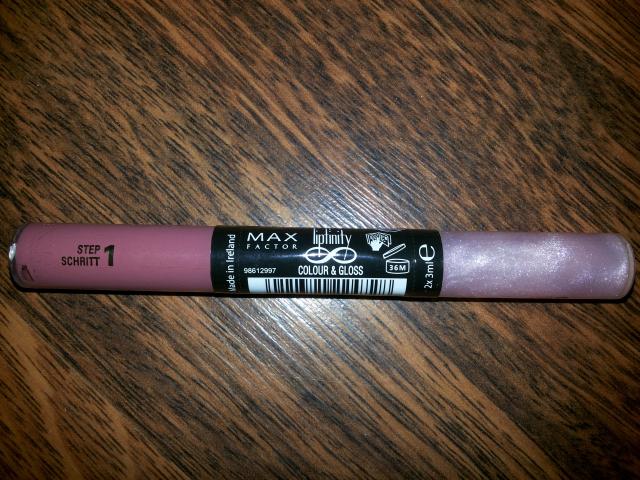 STEP 1
SCHRITT
Made in Ireland
MAX
FACTOR
98612997
lipfinity
COLOUR & GLOSS
36M
2x 3ml e